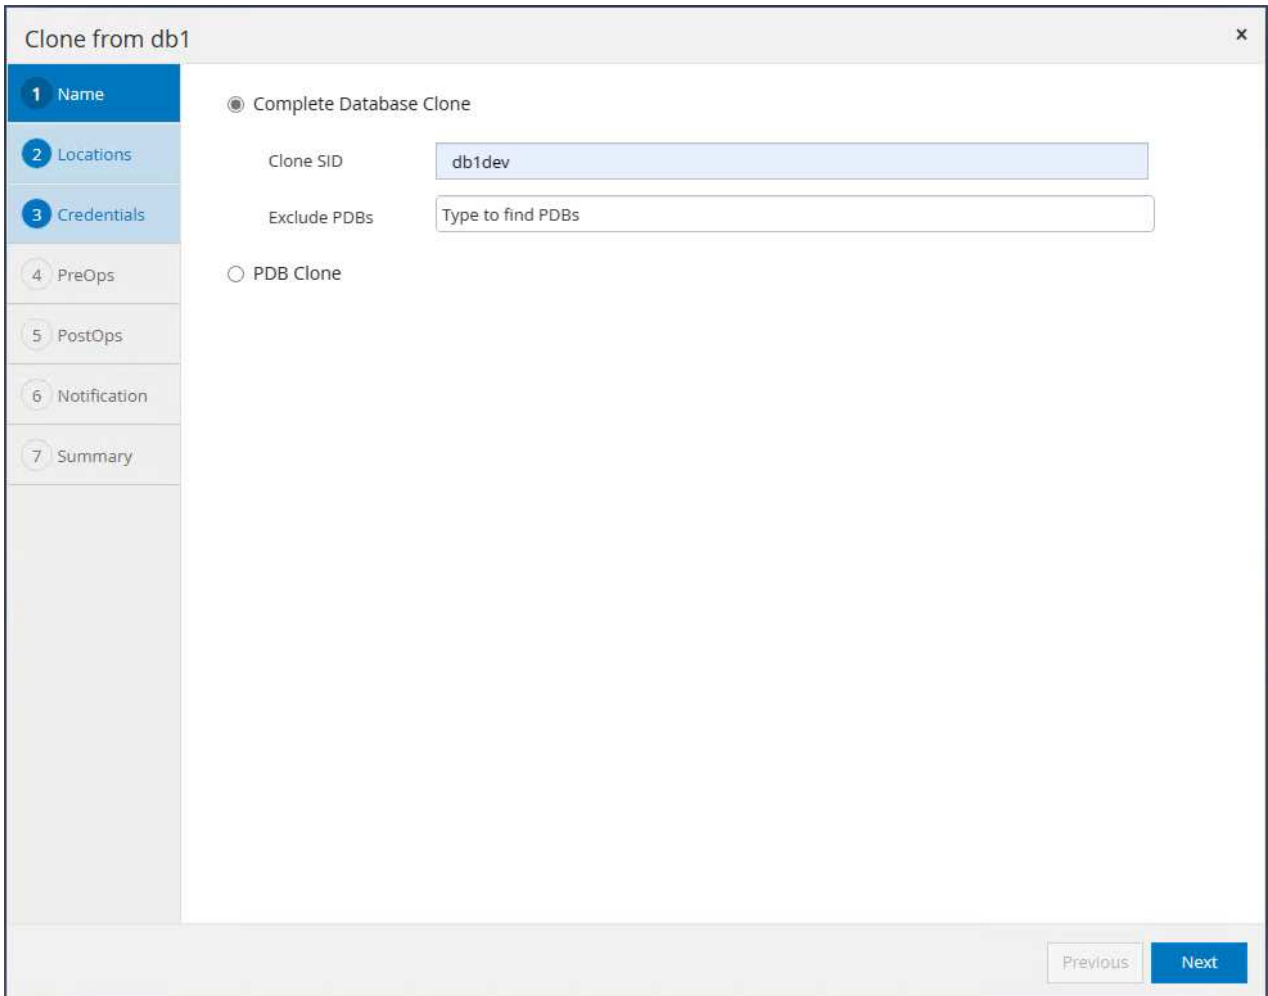 Clone from db1
×
1 Name
2 Locations
3 Credentials
4 PreOps
5 PostOps
6 Notification
7 Summary
Complete Database Clone
Clone SID db1dev
Exclude PDBs Type to find PDBs
PDB Clone
Previous Next